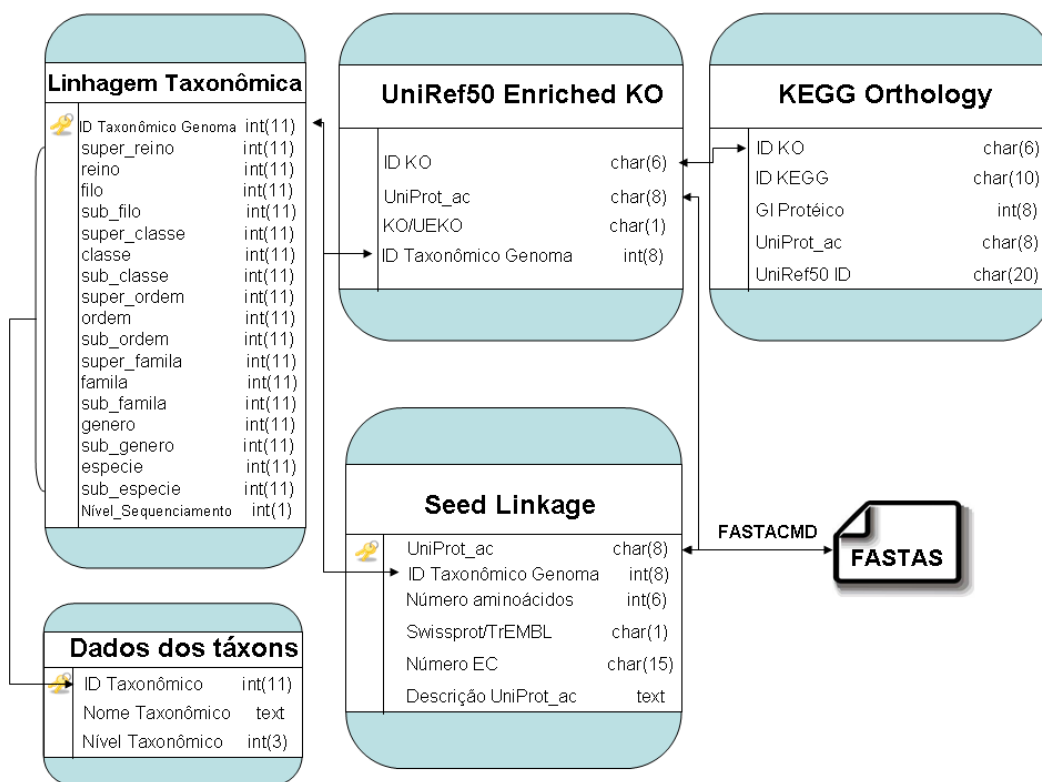 Linhagem Taxonômica
ID Taxonômico Genoma int(11)
super_reino int(11)
reino int(11)
filo int(11)
sub_filo int(11)
super_classe int(11)
classe int(11)
sub_classe int(11)
super_ordem int(11)
ordem int(11)
sub_ordem int(11)
super_famila int(11)
famila int(11)
sub_famila int(11)
genero int(11)
sub_genero int(11)
especie int(11)
sub_especie int(11)
Nível_Sequenciamento int(1)
UniRef50 Enriched KO
ID KO char(6)
UniProt_ac char(8)
KO/UEKO char(1)
ID Taxonômico Genoma int(8)
KEGG Orthology
ID KO char(6)
ID KEGG char(10)
GI Protéico int(8)
UniProt_ac char(8)
UniRef50 ID char(20)
Seed Linkage
UniProt_ac char(8)
ID Taxonômico Genoma int(8)
Número aminoácidos int(6)
Swissprot/TrEMBL char(1)
Número EC char(15)
Descrição UniProt_ac text
FASTACMD
FASTAS
Dados dos táxons
ID Taxonômico int(11)
Nome Taxonômico text
Nível Taxonômico int(3)